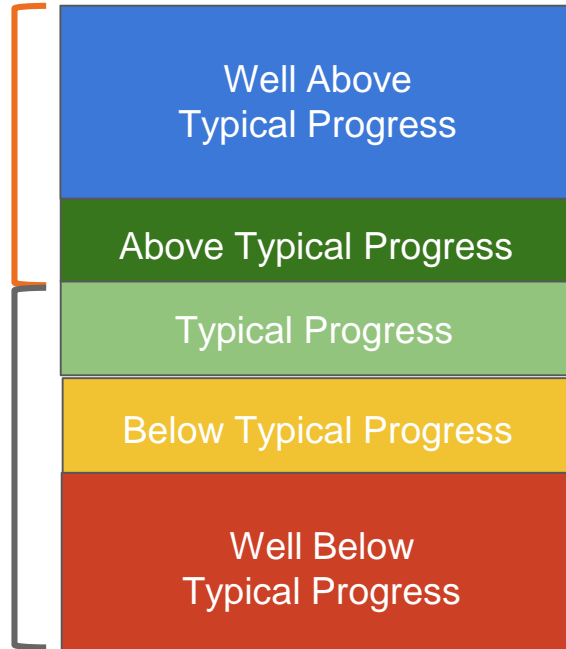 Well Above
Typical Progress
Above Typical Progress
Typical Progress
Below Typical Progress
Well Below
Typical Progress